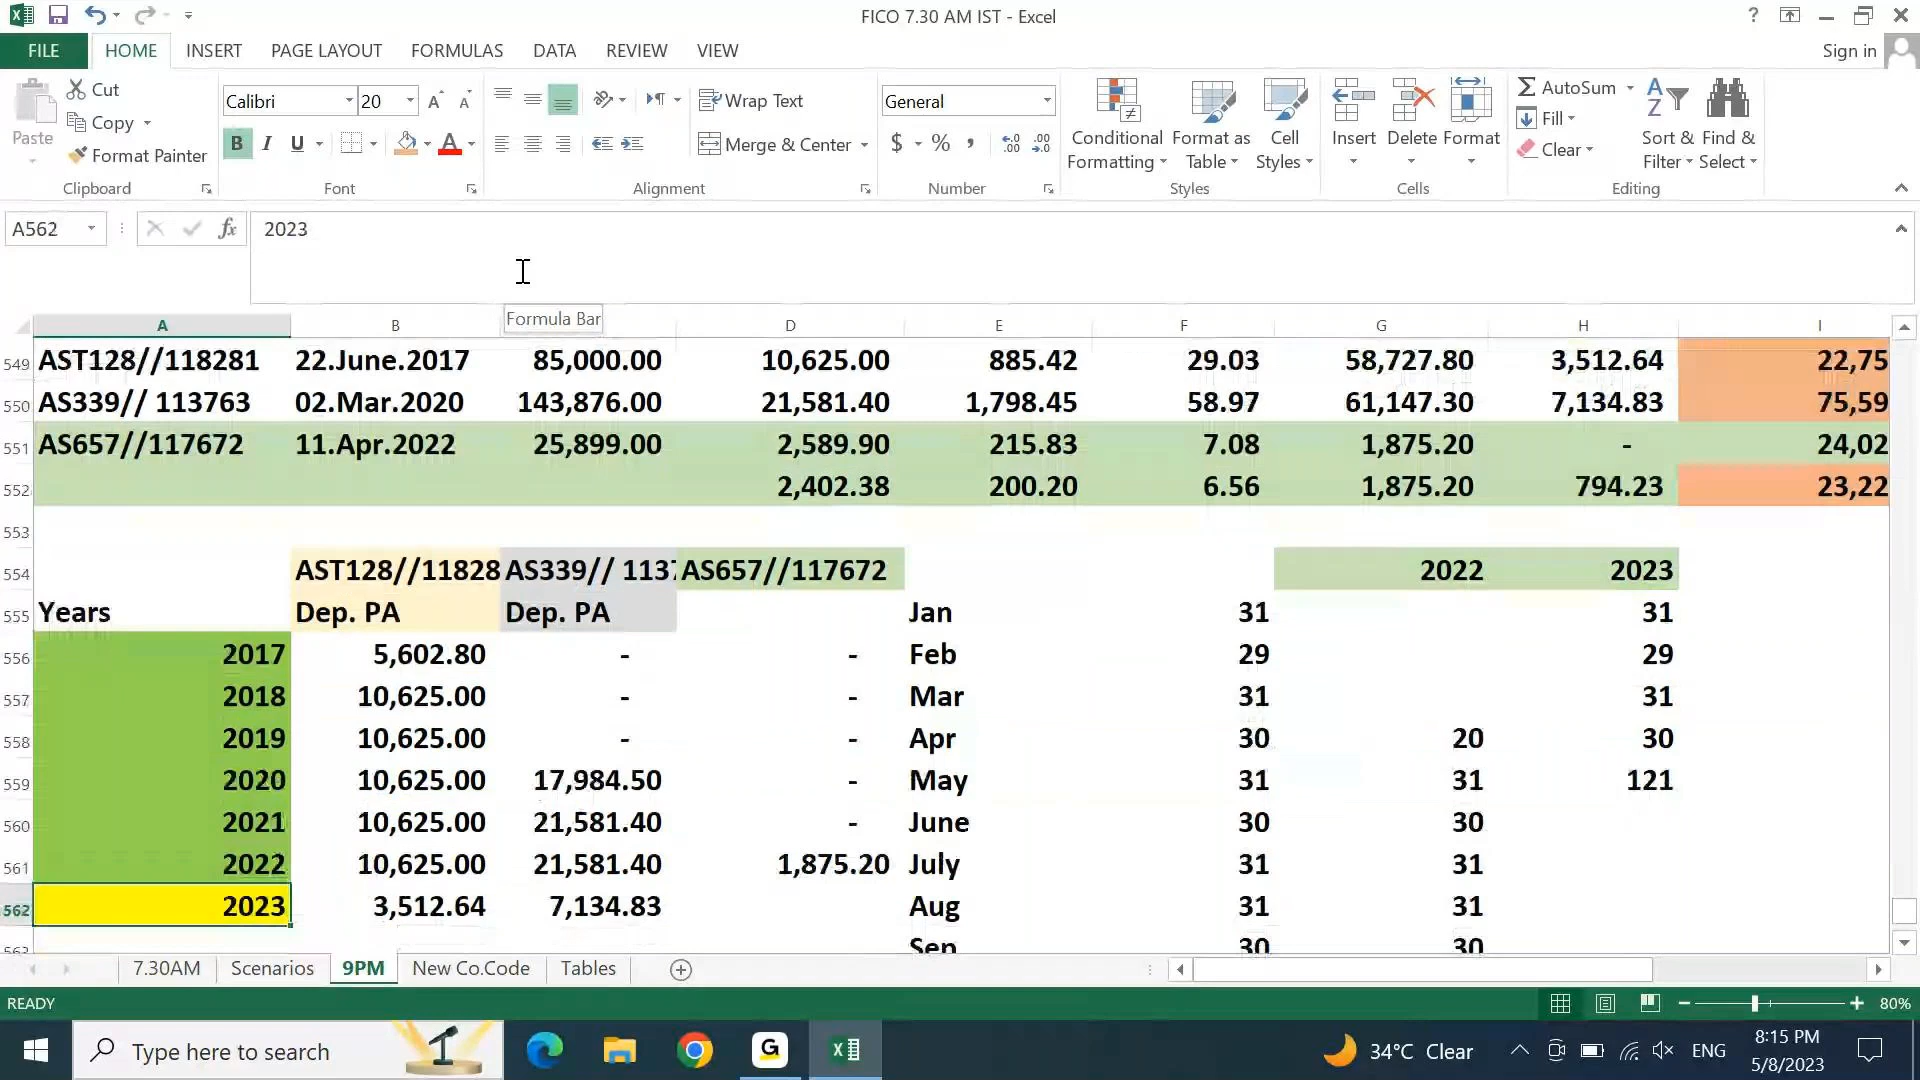 FICO 7.30 AM IST - Excel
?
FILE HOME INSERT PAGE LAYOUT FORMULAS DATA REVIEW VIEW Sign in
Paste
Cut
Copy
Format Painter
Clipboard
Calibri 20
B I U
Font
Wrap Text
Merge & Center
Alignment
General
$ % ,
Number
Conditional Formatting
Format as Table
Cell Styles
Styles
Insert Delete Format
Cells
AutoSum
Fill
Clear
Sort & Filter
Find & Select
Editing
A562 fx 2023
Formula Bar
A B D E F G H I
549 AST128//118281 22.June.2017 85,000.00 10,625.00 885.42 29.03 58,727.80 3,512.64 22,75
550 AS339// 113763 02.Mar.2020 143,876.00 21,581.40 1,798.45 58.97 61,147.30 7,134.83 75,59
551 AS657//117672 11.Apr.2022 25,899.00 2,589.90 215.83 7.08 1,875.20 - 24,02
552 2,402.38 200.20 6.56 1,875.20 794.23 23,22
553
554 AST128//11828 AS339// 1137 AS657//117672 2022 2023
555 Years Dep. PA Dep. PA Jan 31 31
556 2017 5,602.80 - - Feb 29 29
557 2018 10,625.00 - - Mar 31 31
558 2019 10,625.00 - - Apr 30 20 30
559 2020 10,625.00 17,984.50 - May 31 31 121
560 2021 10,625.00 21,581.40 - June 30 30
561 2022 10,625.00 21,581.40 1,875.20 July 31 31
562 2023 3,512.64 7,134.83 Aug 31 31
563 Sep 30 30
7.30AM Scenarios 9PM New Co.Code Tables
READY 80%
Type here to search
34°C Clear
ENG
8:15 PM
5/8/2023